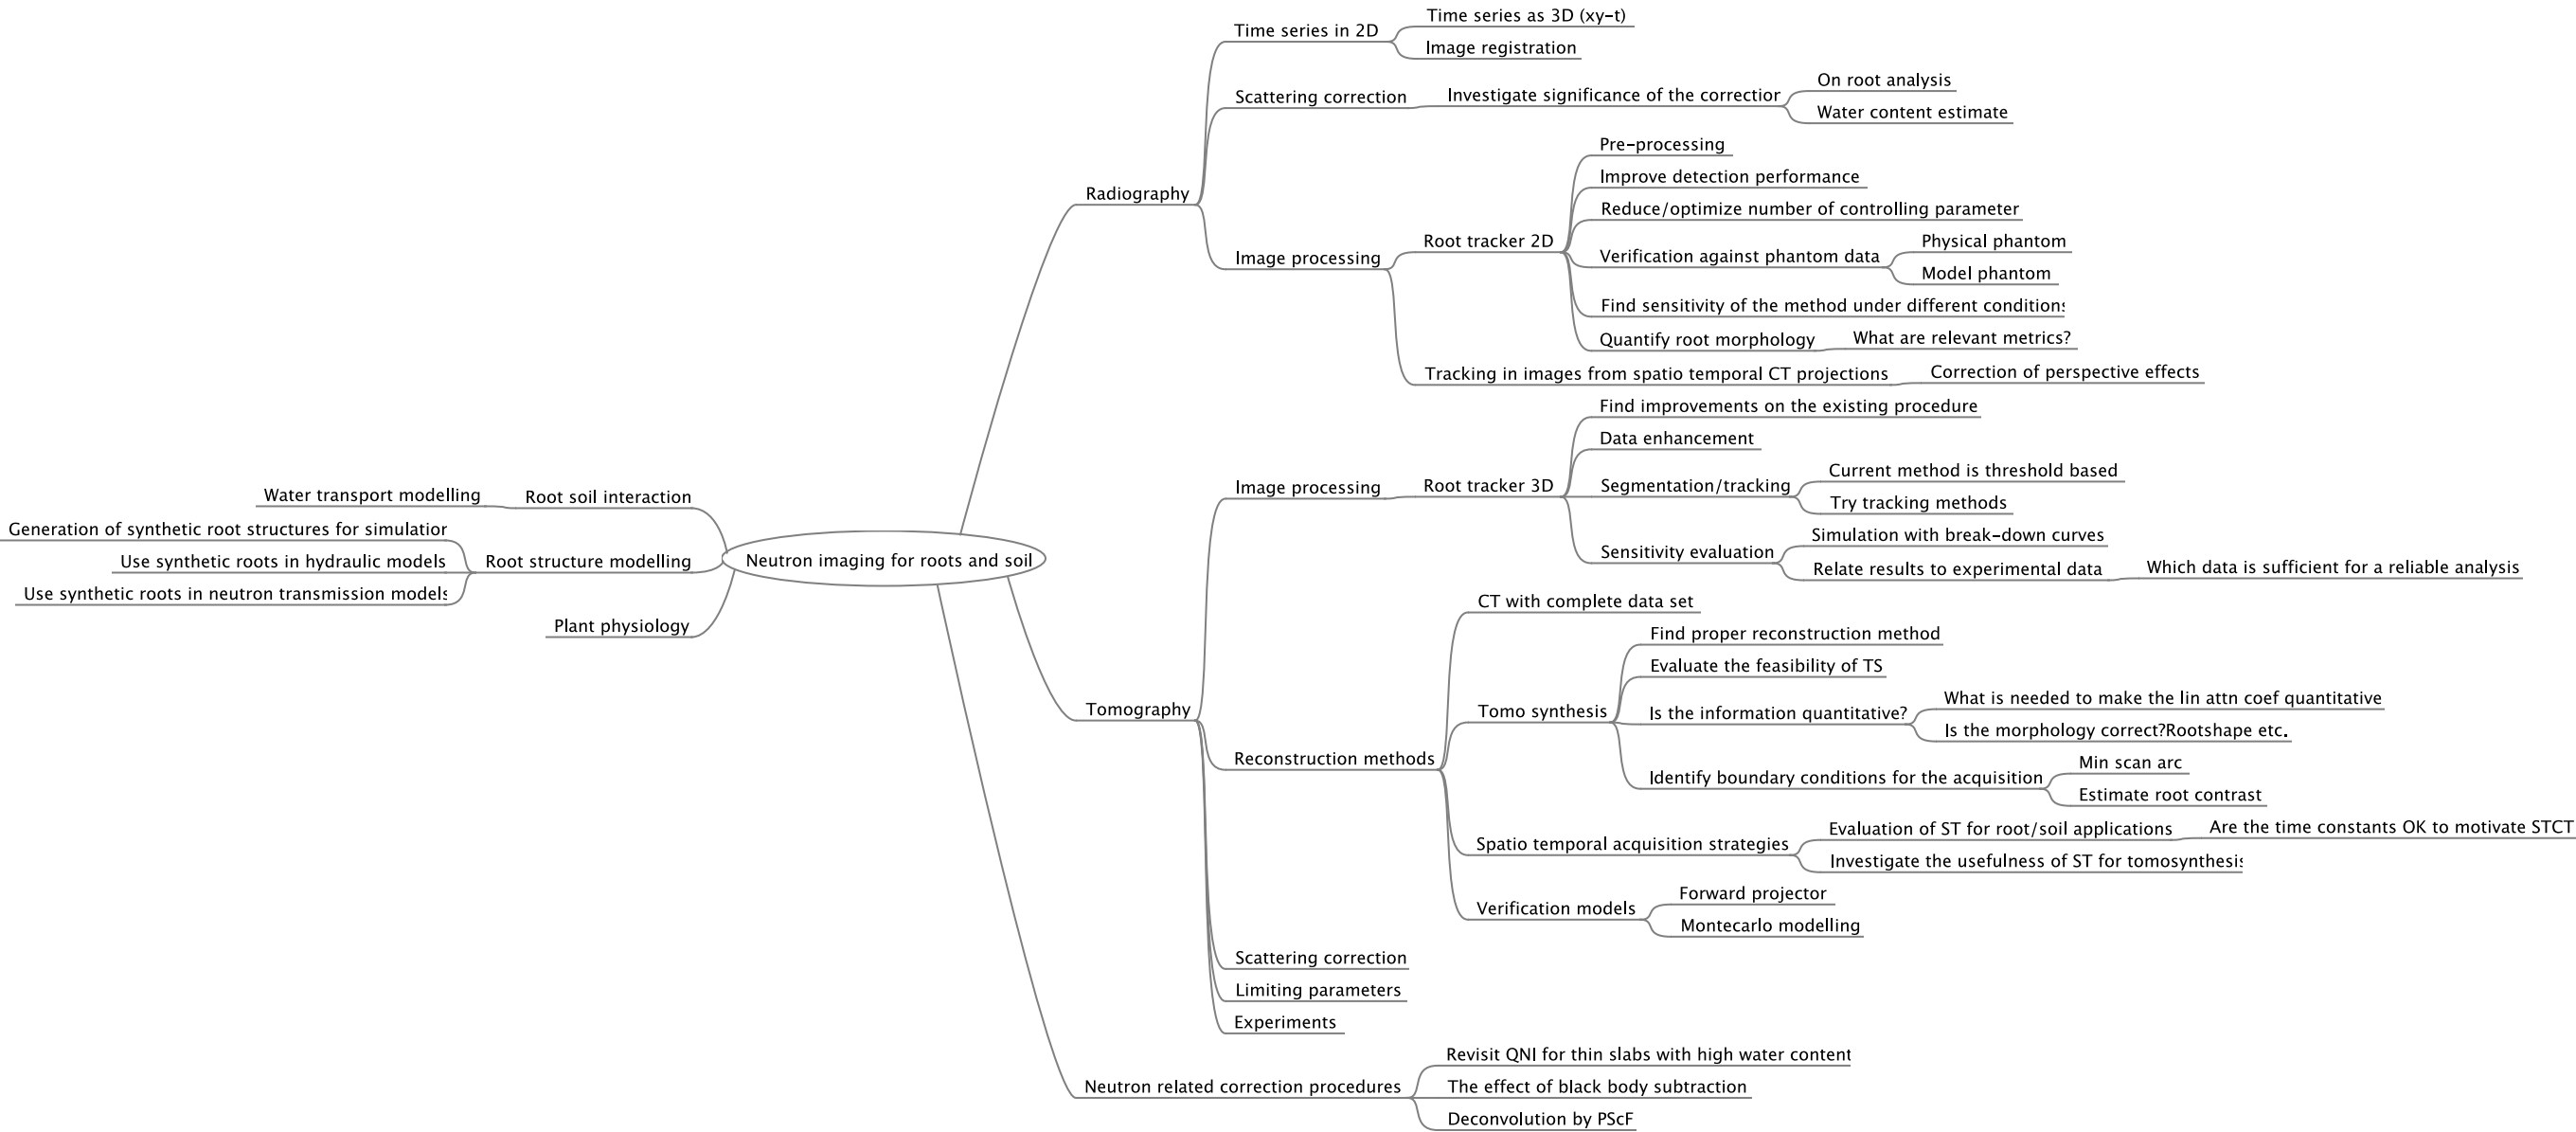 Time series as 3D (xy-t)
Time series in 2D
Image registration
On root analysis
Scattering correction
Investigate significance of the correctior
Water content estimate
Pre-processing
Improve detection performance
Radiography
Reduce/optimize number of controlling parameter
Root tracker 2D
Physical phantom
Image processing
Verification against phantom data
Model phantom
Find sensitivity of the method under different conditions
Quantify root morphology
What are relevant metrics?
Tracking in images from spatio temporal CT projections
Correction of perspective effects
Find improvements on the existing procedure
Data enhancement
Current method is threshold based
Image processing
Root tracker 3D
Segmentation/tracking
Try tracking methods
Simulation with break-down curves
Sensitivity evaluation
Relate results to experimental data
Which data is sufficient for a reliable analysis
Water transport modelling
Root soil interaction
Generation of synthetic root structures for simulatior
Use synthetic roots in hydraulic models
Root structure modelling
Neutron imaging for roots and soil
Use synthetic roots in neutron transmission models
Plant physiology
CT with complete data set
Find proper reconstruction method
Evaluate the feasibility of TS
What is needed to make the lin attn coef quantitative
Tomography
Tomo synthesis
Is the information quantitative?
Is the morphology correct?Rootshape etc.
Reconstruction methods
Min scan arc
Identify boundary conditions for the acquisition
Estimate root contrast
Evaluation of ST for root/soil applications
Are the time constants OK to motivate STCT
Spatio temporal acquisition strategies
Investigate the usefulness of ST for tomosynthesis
Forward projector
Verification models
Montecarlo modelling
Scattering correction
Limiting parameters
Experiments
Revisit QNI for thin slabs with high water content
Neutron related correction procedures
The effect of black body subtraction
Deconvolution by PScF